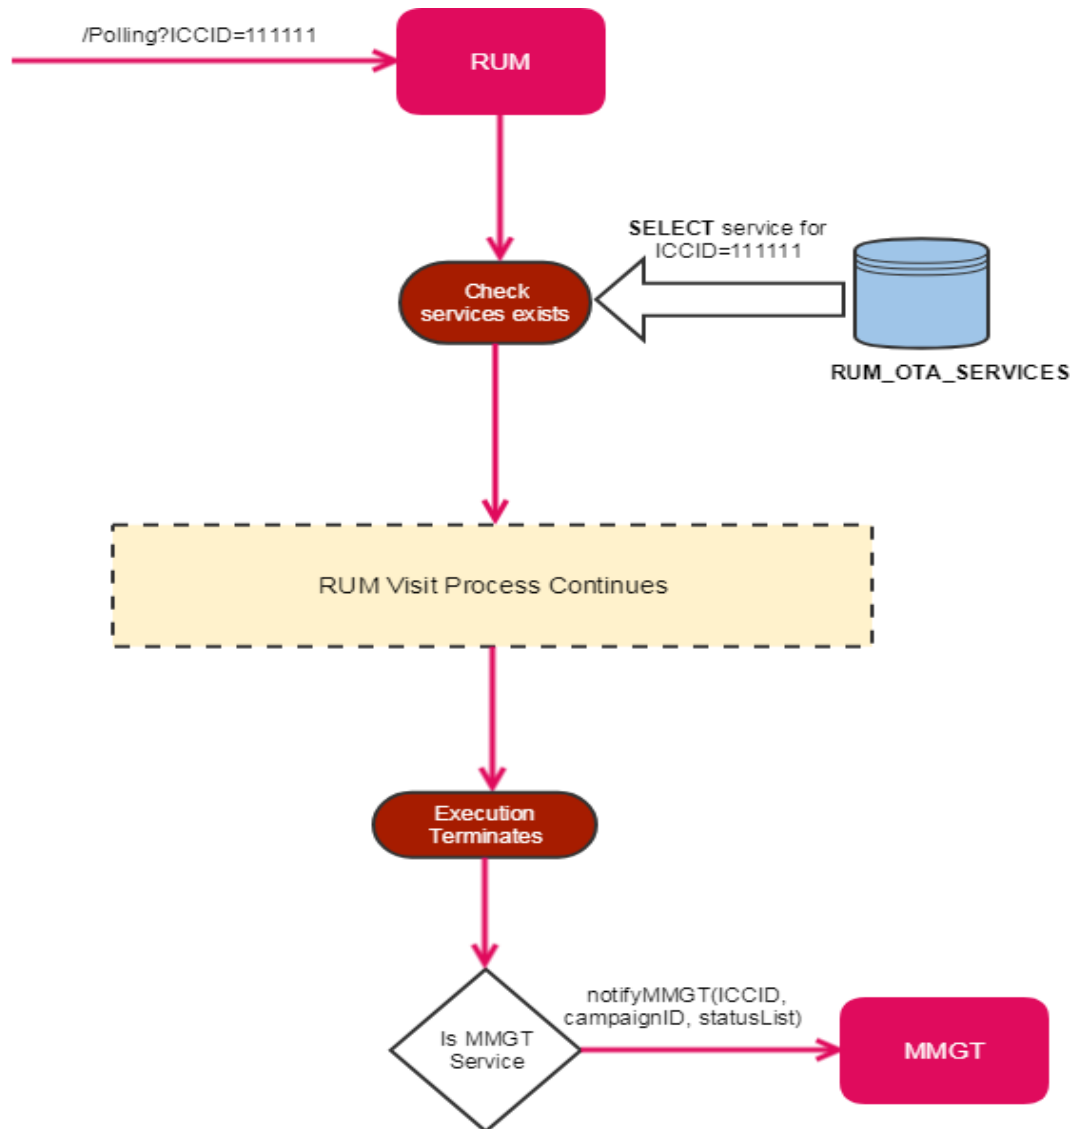 /Polling?ICCID=111111
RUM
SELECT service for
ICCID=111111
Check
services exists
RUM_OTA_SERVICES
RUM Visit Process Continues
Execution
Terminates
notifyMMGT(ICCID,
campaignID, statusList)
Is MMGT
Service
MMGT